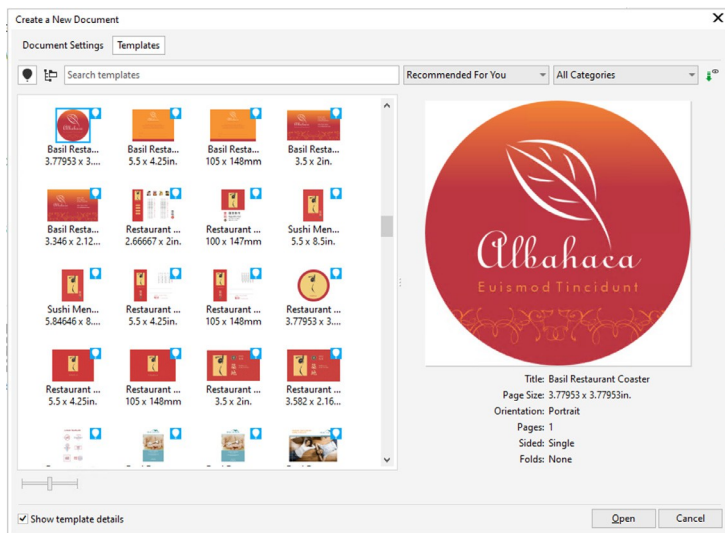 Create a New Document
Document Settings Templates
Search templates
Recommended For You
All Categories
Albahaca
Basil Resta...
3.77953 x 3....
Basil Resta...
5.5 x 4.25in.
Basil Resta...
105 x 148mm
Basil Resta...
3.5 x 2in.
Basil Resta...
3.346 x 2.12...
Restaurant ...
2.66667 x 2in.
Restaurant ...
100 x 147mm
Sushi Men...
5.5 x 8.5in.
Sushi Men...
5.84646 x 8....
Restaurant ...
5.5 x 4.25in.
Restaurant ...
105 x 148mm
Restaurant ...
3.77953 x 3....
Restaurant ...
5.5 x 4.25in.
Restaurant ...
105 x 148mm
Restaurant ...
3.5 x 2in.
Restaurant ...
3.582 x 2.16...
Albahaca
Euismod Tincidunt
Title: Basil Restaurant Coaster
Page Size: 3.77953 x 3.77953in.
Orientation: Portrait
Pages: 1
Sided: Single
Folds: None
Show template details
Open
Cancel